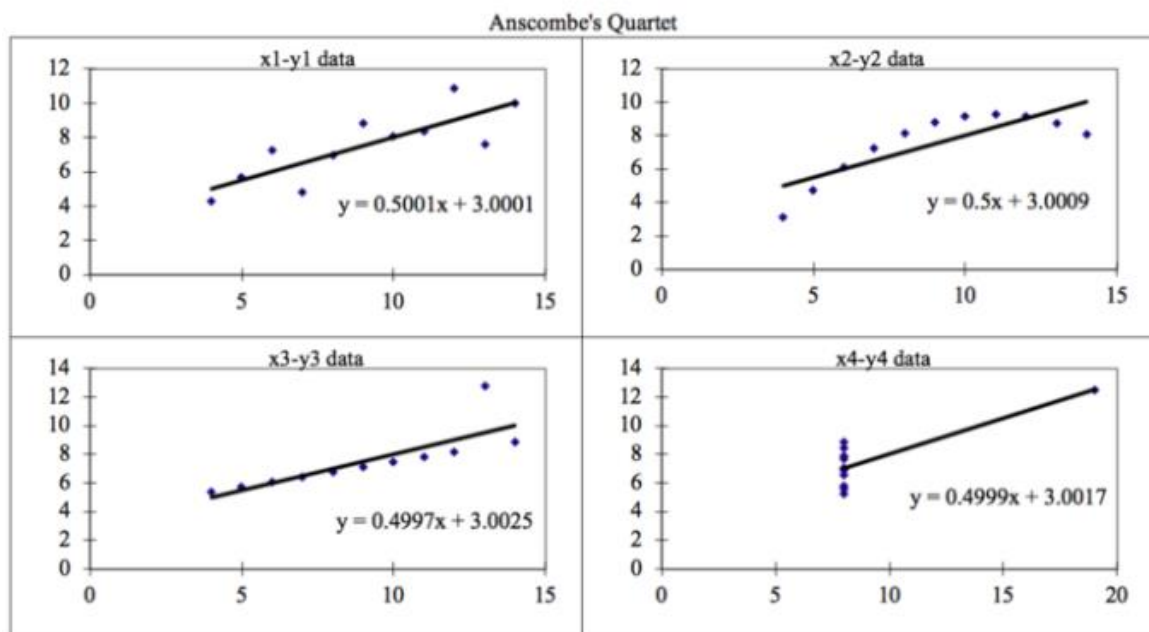 Anscombe's Quartet
x1-y1 data
12
10
8
6
4
2
0
0 5 10 15
y = 0.5001x + 3.0001
x2-y2 data
12
10
8
6
4
2
0
0 5 10 15
y = 0.5x + 3.0009
x3-y3 data
14
12
10
8
6
4
2
0
0 5 10 15
y = 0.4997x + 3.0025
x4-y4 data
14
12
10
8
6
4
2
0
0 5 10 15 20
y = 0.4999x + 3.0017